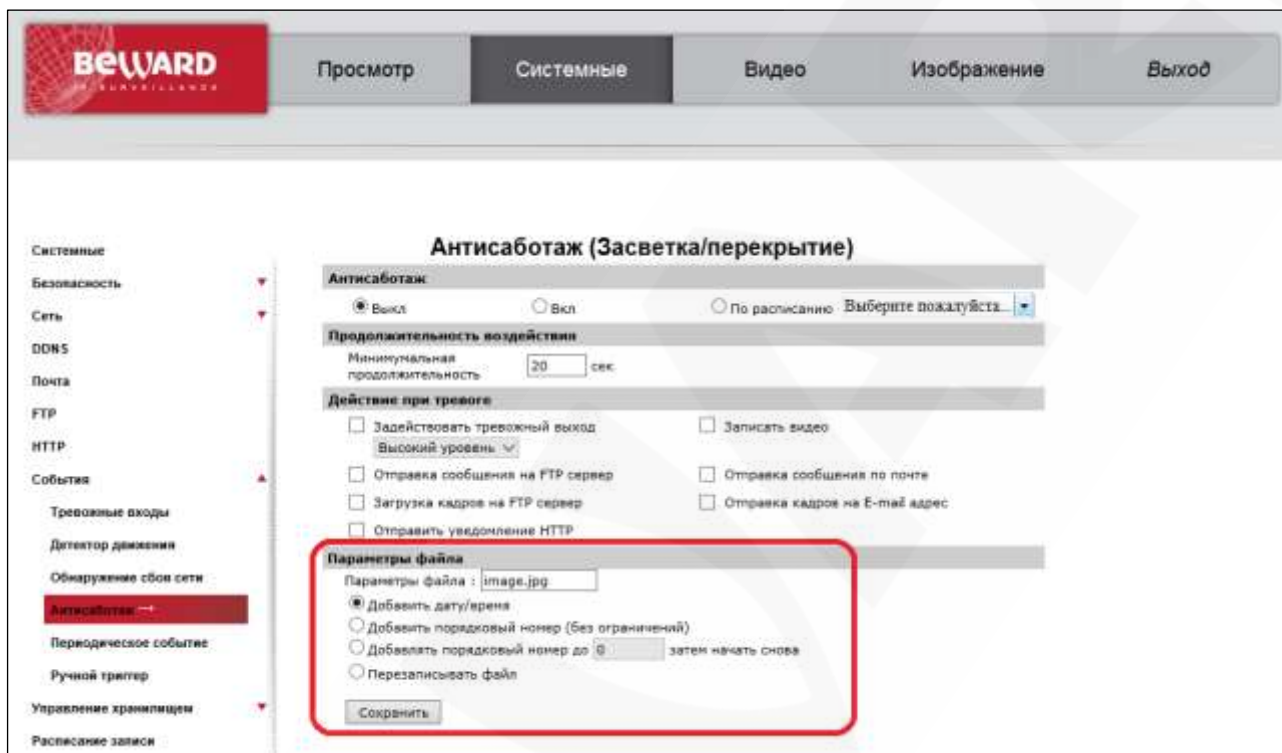 BEWARD
IP SURVEILLANCE
Просмотр Системные Видео Изображение Выход
Системные
Безопасность
Сеть
DDNS
Почта
FTP
HTTP
События
Тревожные входы
Детектор движения
Обнаружение сбоя сети
Антисаботаж
Периодическое событие
Ручной триггер
Управление хранилищем
Расписание записи
Антисаботаж (Засветка/перекрытие)
Антисаботаж
Выкл Вкл По расписанию Выберите пожалуйста...
Продолжительность воздействия
Минимумальная
продолжительность 20 сек
Действие при тревоге
Задействовать тревожный выход Записать видео
Высокий уровень
Отправка сообщения на FTP сервер Отправка сообщения по почте
Загрузка кадров на FTP сервер Отправка кадров на E-mail адрес
Отправить уведомление HTTP
Параметры файла
Параметры файла : image.jpg
Добавить дату/время
Добавить порядковый номер (без ограничений)
Добавлять порядковый номер до 0 затем начать снова
Перезаписывать файл
Сохранить